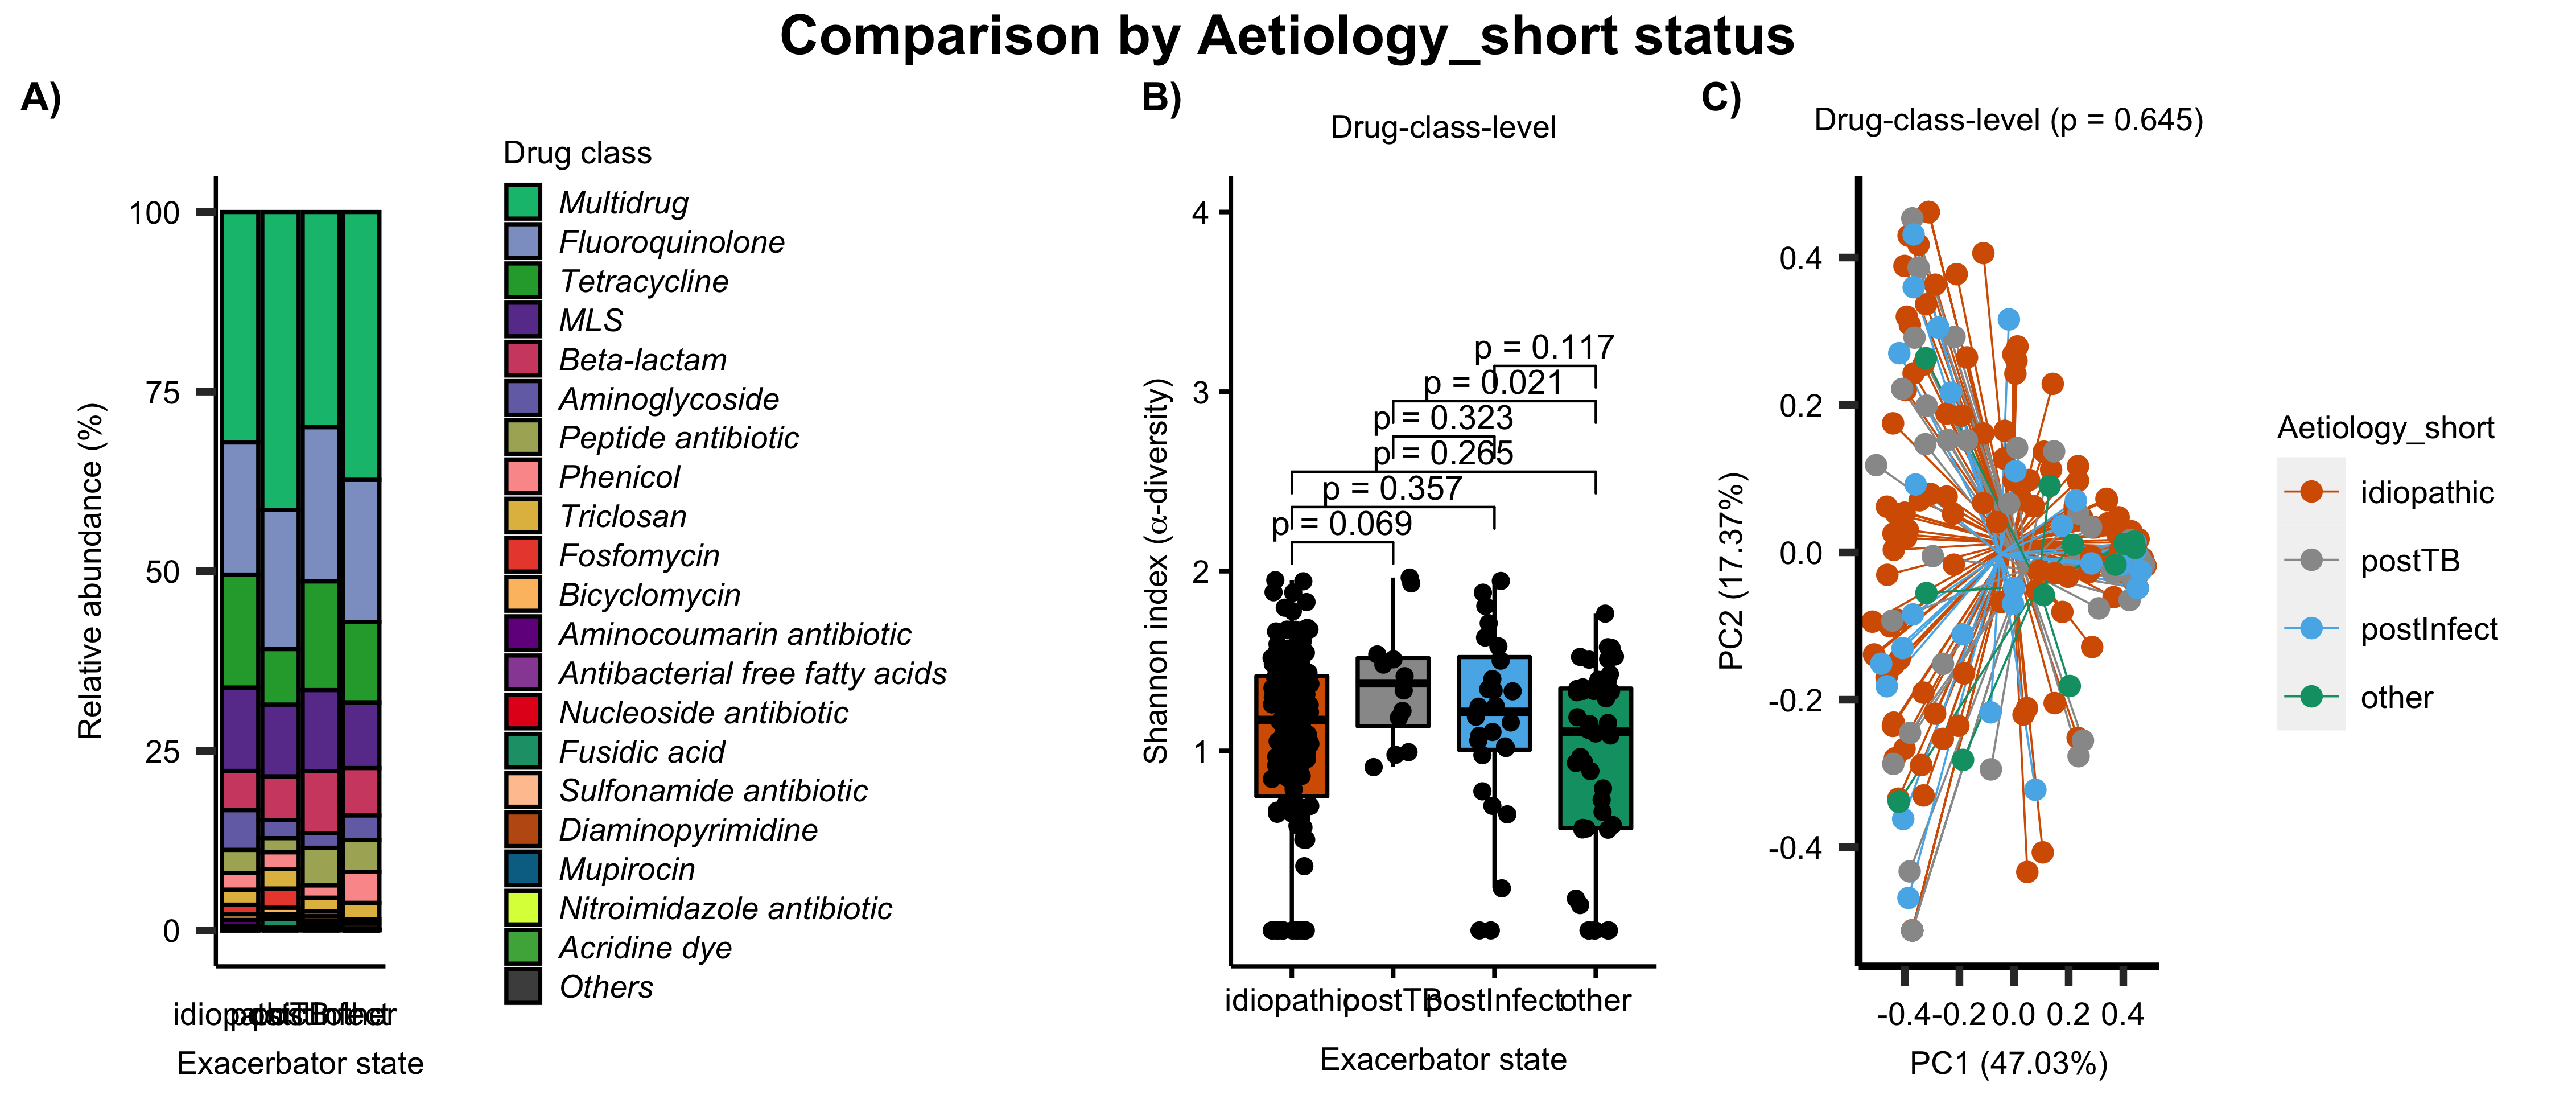 Comparison by Aetiology_short status
A)
100
75
50
25
0
Relative abundance (%)
Exacerbator state
Drug class
Multidrug
Fluoroquinolone
Tetracycline
MLS
Beta-lactam
Aminoglycoside
Peptide antibiotic
Phenicol
Triclosan
Fosfomycin
Bicyclomycin
Aminocoumarin antibiotic
Antibacterial free fatty acids
Nucleoside antibiotic
Fusidic acid
Sulfonamide antibiotic
Diaminopyrimidine
Mupirocin
Nitroimidazole antibiotic
Acridine dye
Others
B)
Drug-class-level
4
3
2
1
Shannon index (α-diversity)
p = 0.117
p = 0.021
p = 0.323
p = 0.265
p = 0.357
p = 0.069
idiopathic postTB postInfect other
Exacerbator state
C)
Drug-class-level (p = 0.645)
0.4
0.2
0.0
-0.2
-0.4
PC2 (17.37%)
-0.4 -0.2 0.0 0.2 0.4
PC1 (47.03%)
Aetiology_short
idiopathic
postTB
postInfect
other